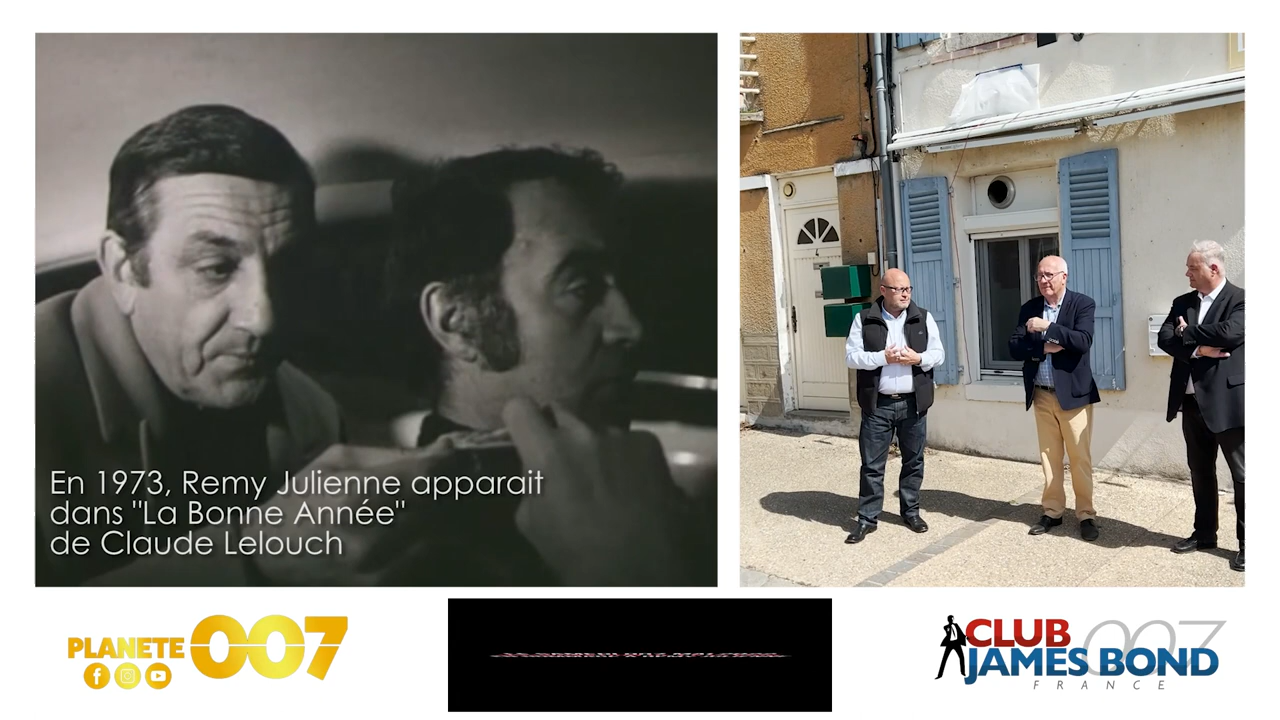 En 1973, Remy Julienne apparait
dans "La Bonne Année"
de Claude Lelouch
PLANETE 007
CLUB 007
JAMES BOND
FRANCE